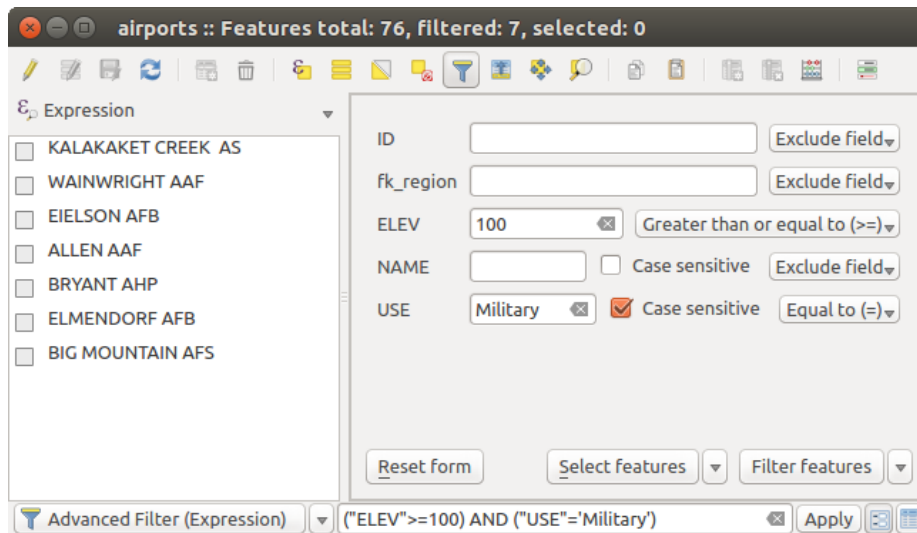 airports :: Features total: 76, filtered: 7, selected: 0
Expression
KALAKAKET CREEK AS
WAINWRIGHT AAF
EIELSON AFB
ALLEN AAF
BRYANT AHP
ELMENDORF AFB
BIG MOUNTAIN AFS
ID Exclude field
fk_region Exclude field
ELEV 100 Greater than or equal to (>=)
NAME Case sensitive Exclude field
USE Military Case sensitive Equal to (=)
Reset form Select features Filter features
Advanced Filter (Expression) ("ELEV">=100) AND ("USE"='Military') Apply